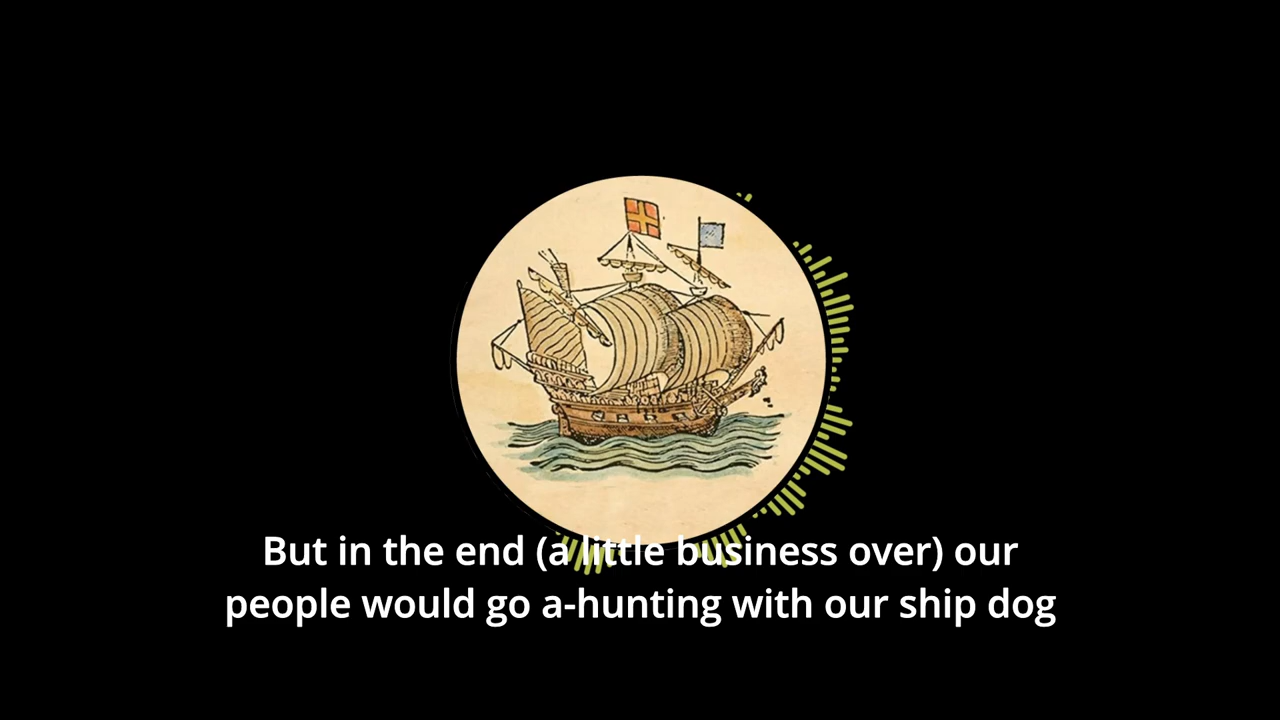 But in the end (a little business over) our
people would go a-hunting with our ship dog